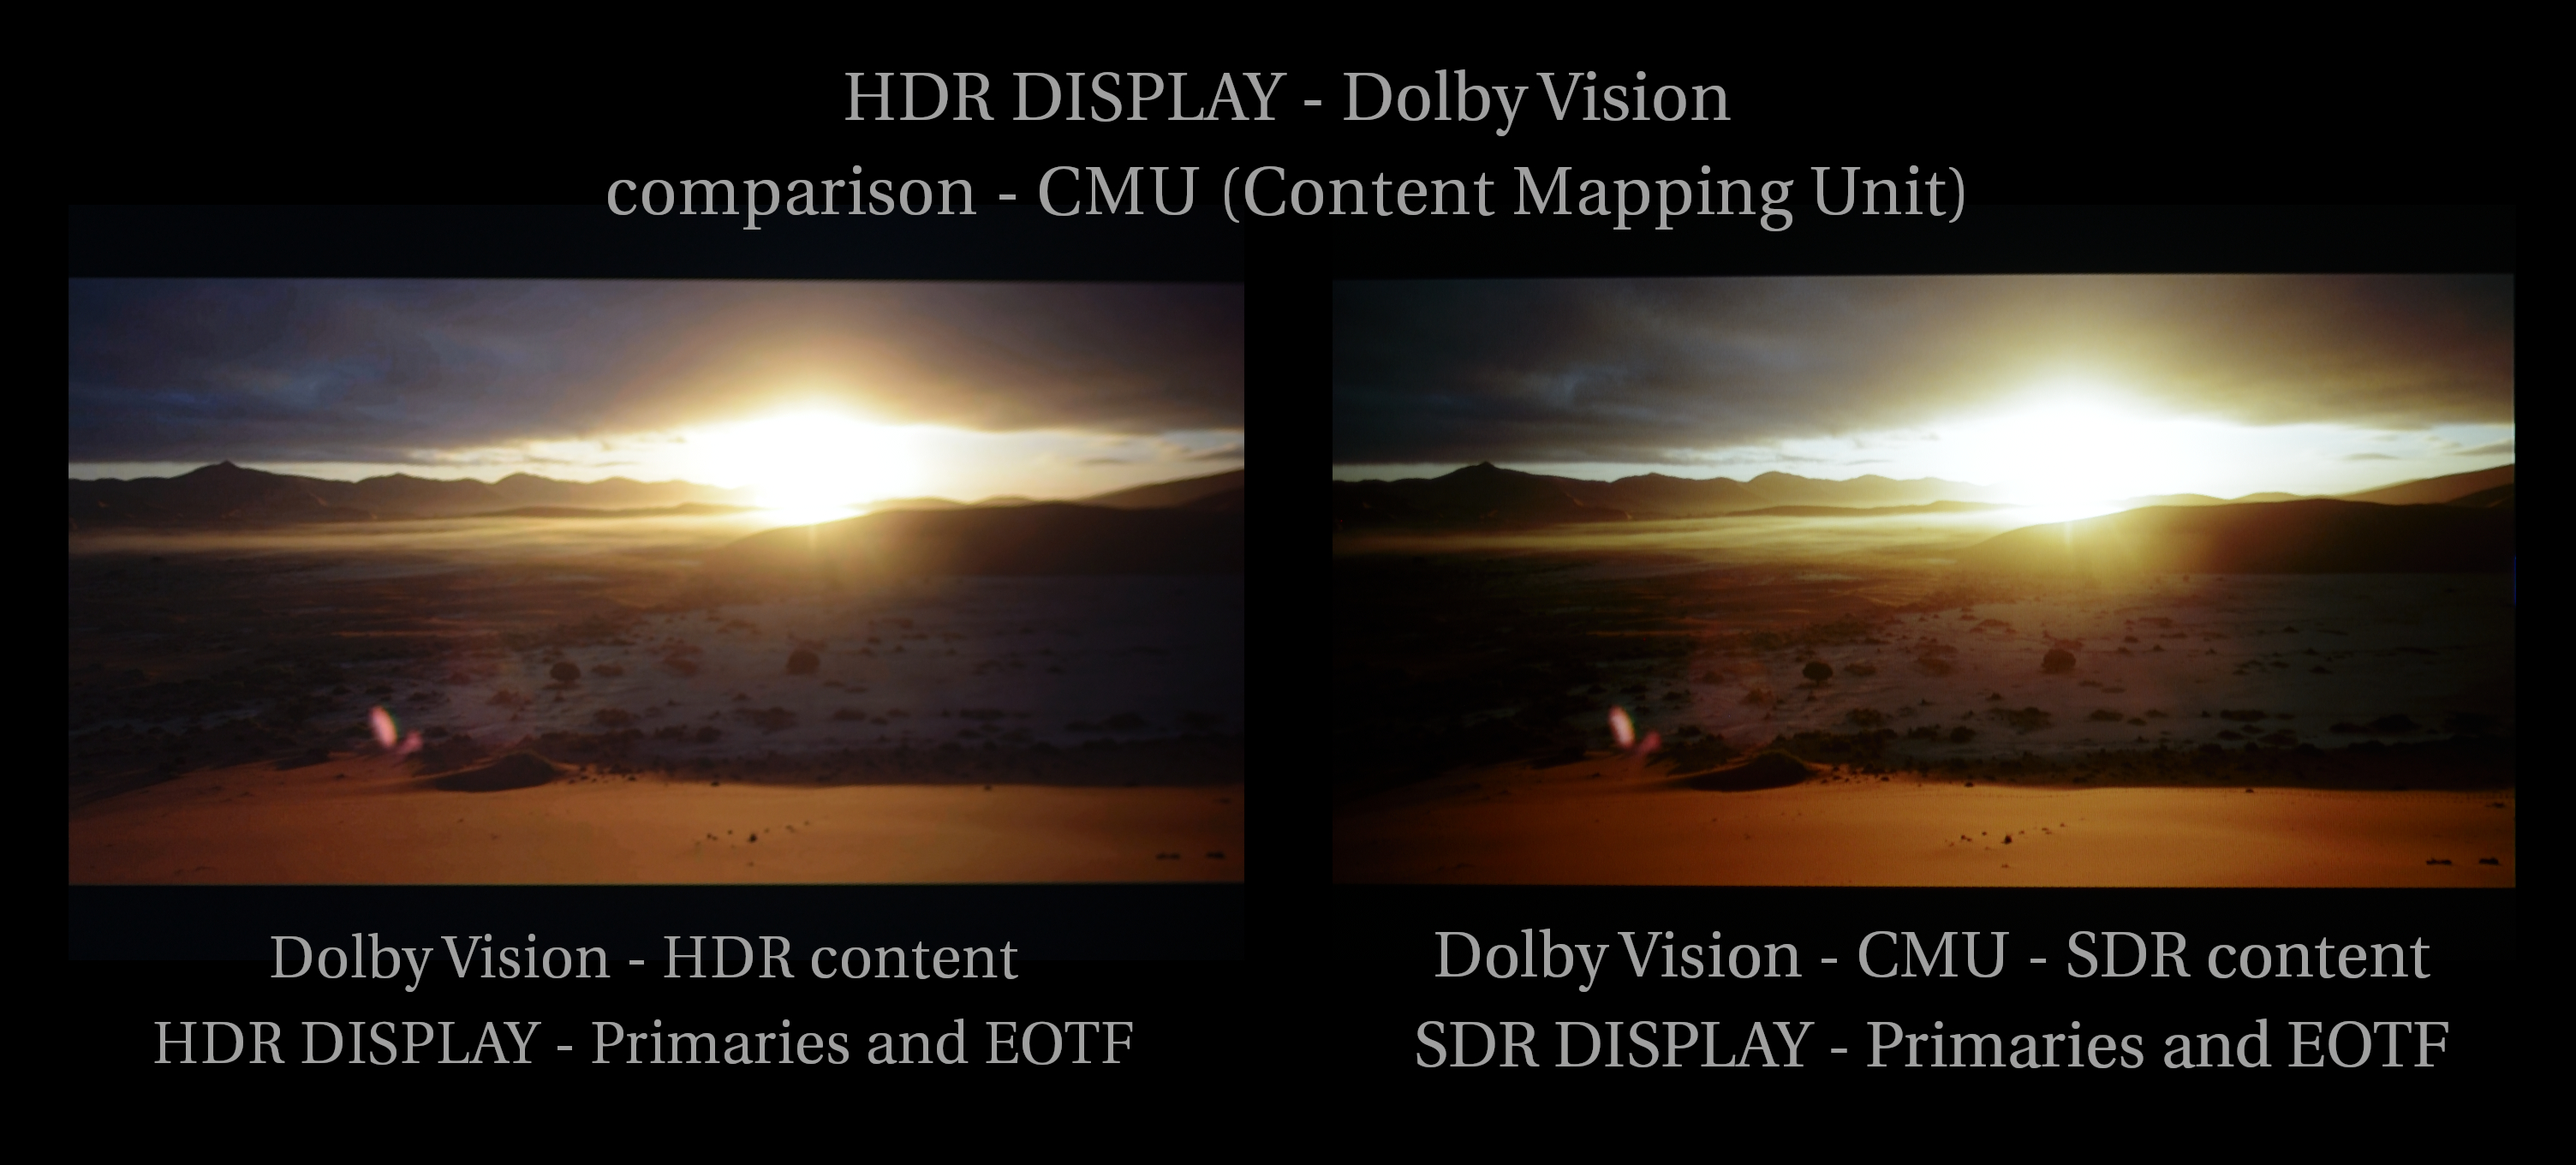 HDR DISPLAY - Dolby Vision
comparison - CMU (Content Mapping Unit)
Dolby Vision - HDR content
HDR DISPLAY - Primaries and EOTF
Dolby Vision - CMU - SDR content
SDR DISPLAY - Primaries and EOTF